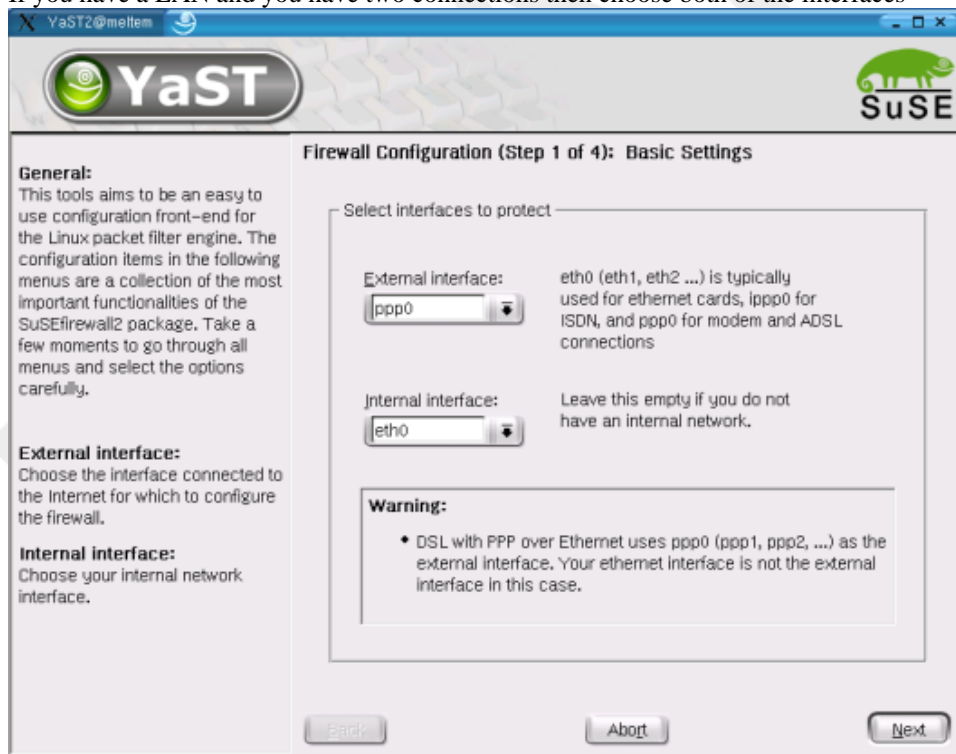 If you have a LAN and you have two connections then choose both of the interfaces
YaST2@meltem
YaST
SuSE
General:
This tools aims to be an easy to
use configuration front-end for
the Linux packet filter engine. The
configuration items in the following
menus are a collection of the most
important functionalities of the
SuSEfirewall2 package. Take a
few moments to go through all
menus and select the options
carefully.
External interface:
Choose the interface connected to
the Internet for which to configure
the firewall.
Internal interface:
Choose your internal network
interface.
Firewall Configuration (Step 1 of 4): Basic Settings
Select interfaces to protect
External interface:
ppp0
eth0 (eth1, eth2 ...) is typically
used for ethernet cards, ippp0 for
ISDN, and ppp0 for modem and ADSL
connections
Internal interface:
eth0
Leave this empty if you do not
have an internal network.
Warning:
• DSL with PPP over Ethernet uses ppp0 (ppp1, ppp2, ...) as the
external interface. Your ethernet interface is not the external
interface in this case.
Back
Abort
Next